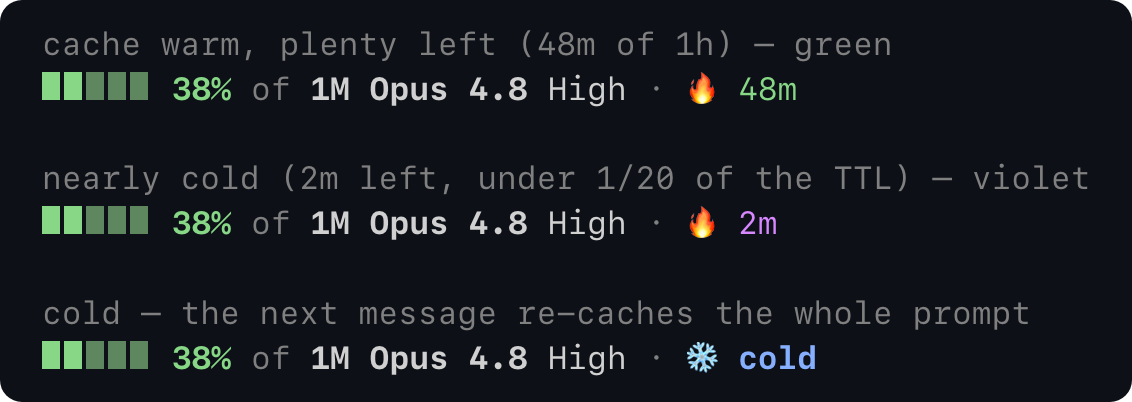 cache warm, plenty left (48m of 1h) — green
38% of 1M Opus 4.8 High · 🔥 48m
nearly cold (2m left, under 1/20 of the TTL) — violet
38% of 1M Opus 4.8 High · 🔥 2m
cold — the next message re-caches the whole prompt
38% of 1M Opus 4.8 High · ❄️ cold